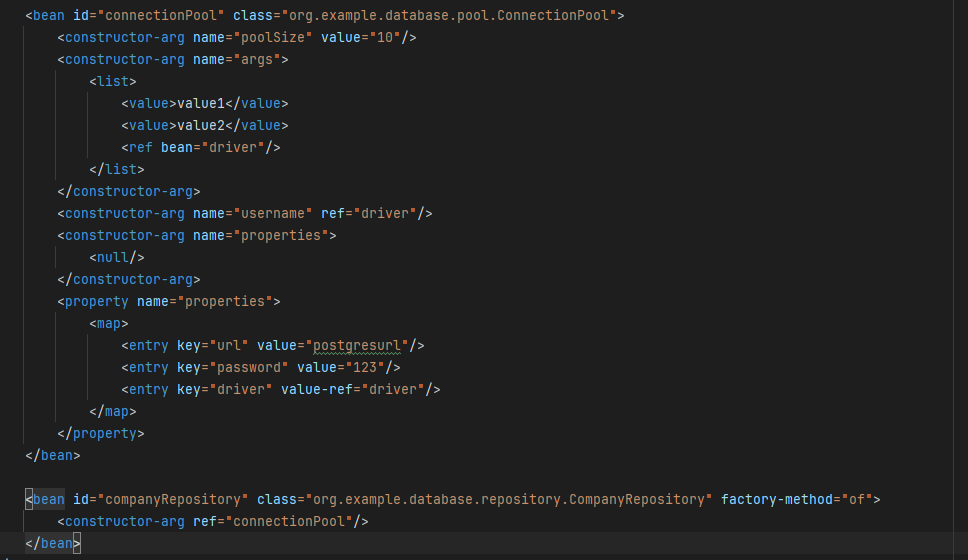 <bean id="connectionPool" class="org.example.database.pool.ConnectionPool">
    <constructor-arg name="poolSize" value="10"/>
    <constructor-arg name="args">
        <list>
            <value>value1</value>
            <value>value2</value>
            <ref bean="driver"/>
        </list>
    </constructor-arg>
    <constructor-arg name="username" ref="driver"/>
    <constructor-arg name="properties">
        <null/>
    </constructor-arg>
    <property name="properties">
        <map>
            <entry key="url" value="postgresurl"/>
            <entry key="password" value="123"/>
            <entry key="driver" value-ref="driver"/>
        </map>
    </property>
</bean>
<bean id="companyRepository" class="org.example.database.repository.CompanyRepository" factory-method="of">
    <constructor-arg ref="connectionPool"/>
</bean>